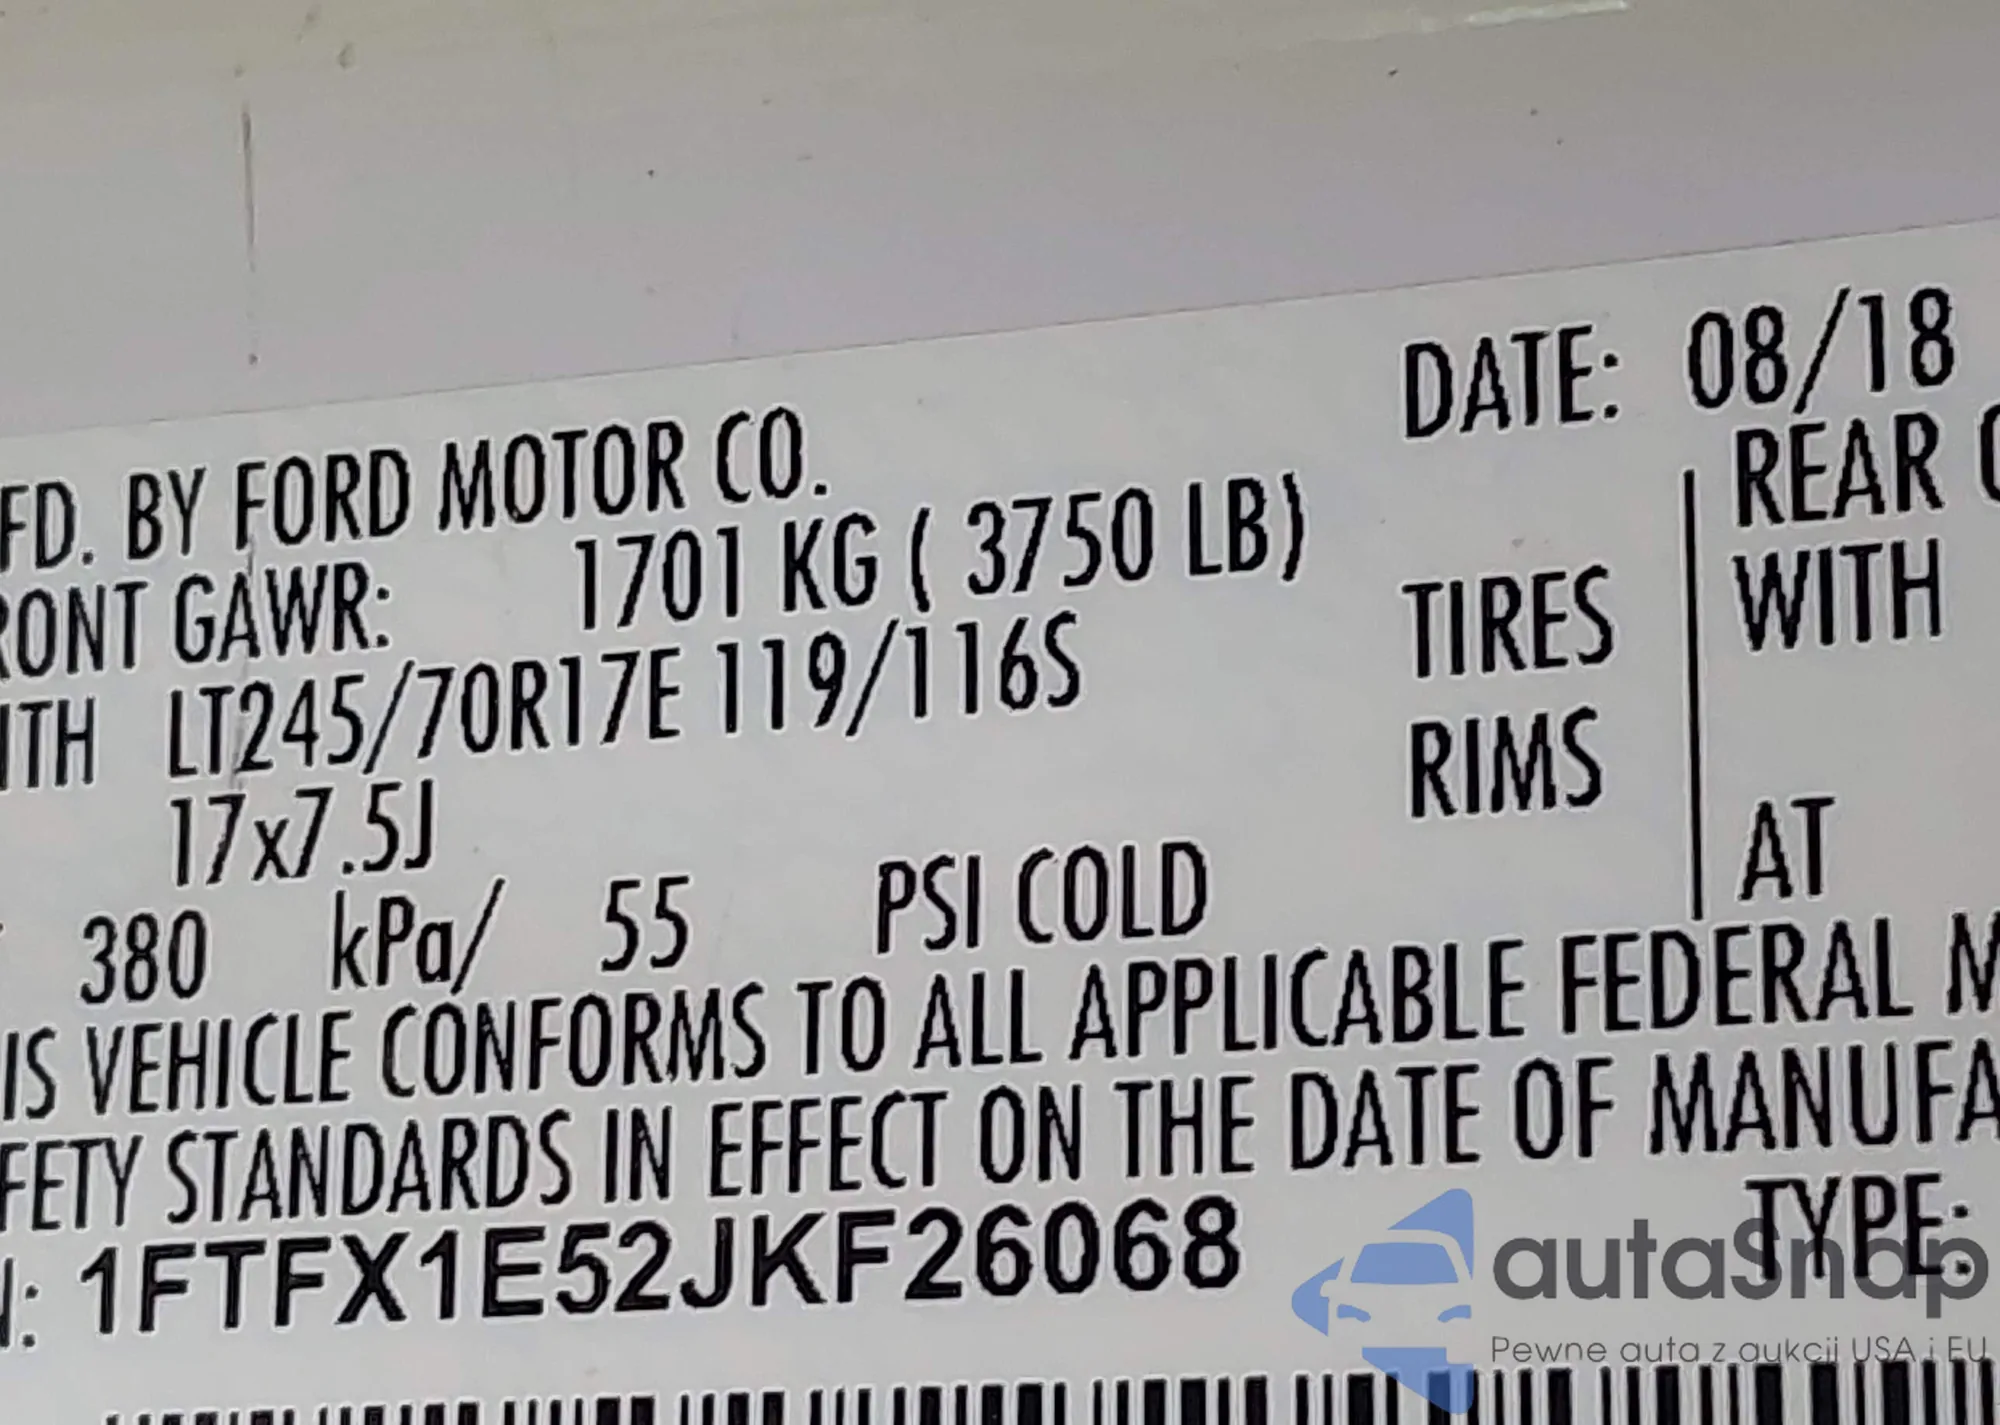 FD. BY FORD MOTOR CO. DATE: 08/18
RONT GAWR: 1701 KG ( 3750 LB) REAR
ITH LT245/70R17E 119/116S TIRES WITH
17x7.5J RIMS
380 kPa/ 55 PSI COLD AT
IS VEHICLE CONFORMS TO ALL APPLICABLE FEDERAL M
FETY STANDARDS IN EFFECT ON THE DATE OF MANUFA
: 1FTFX1E52JKF26068 TYPE:
autaSnap
Pewne auta z aukcji USA i EU